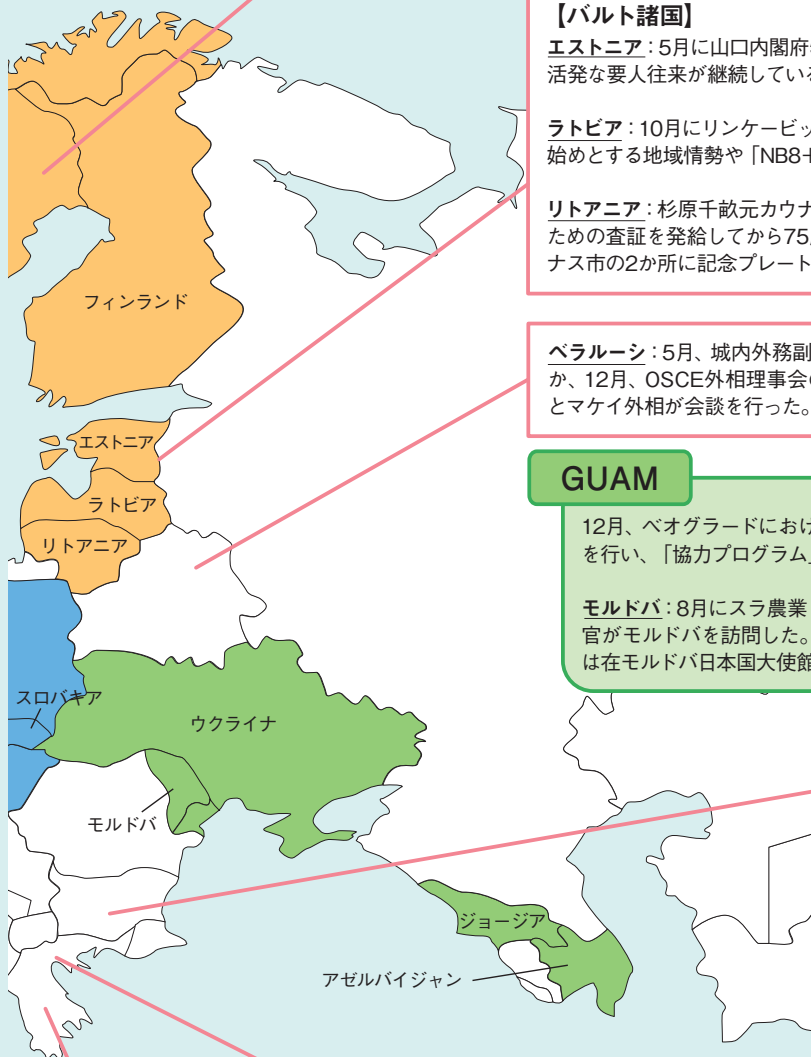 【バルト諸国】
エストニア：5月に山口内閣府
活発な要人往来が継続している
ラトビア：10月にリンケービッ
始めとする地域情勢や「NB8+
リトアニア：杉原千畝元カウナ
ための査証を発給してから75
ナス市の2か所に記念プレート
ベラルーシ：5月、城内外務副
か、12月、OSCE外相理事会
とマケイ外相が会談を行った。
GUAM
12月、ベオグラードにおけ
を行い、「協力プログラム」
モルドバ：8月にスラ農業
官がモルドバを訪問した。
は在モルドバ日本国大使館
フィンランド
エストニア
ラトビア
リトアニア
スロバキア
ウクライナ
モルドバ
ジョージア
アゼルバイジャン